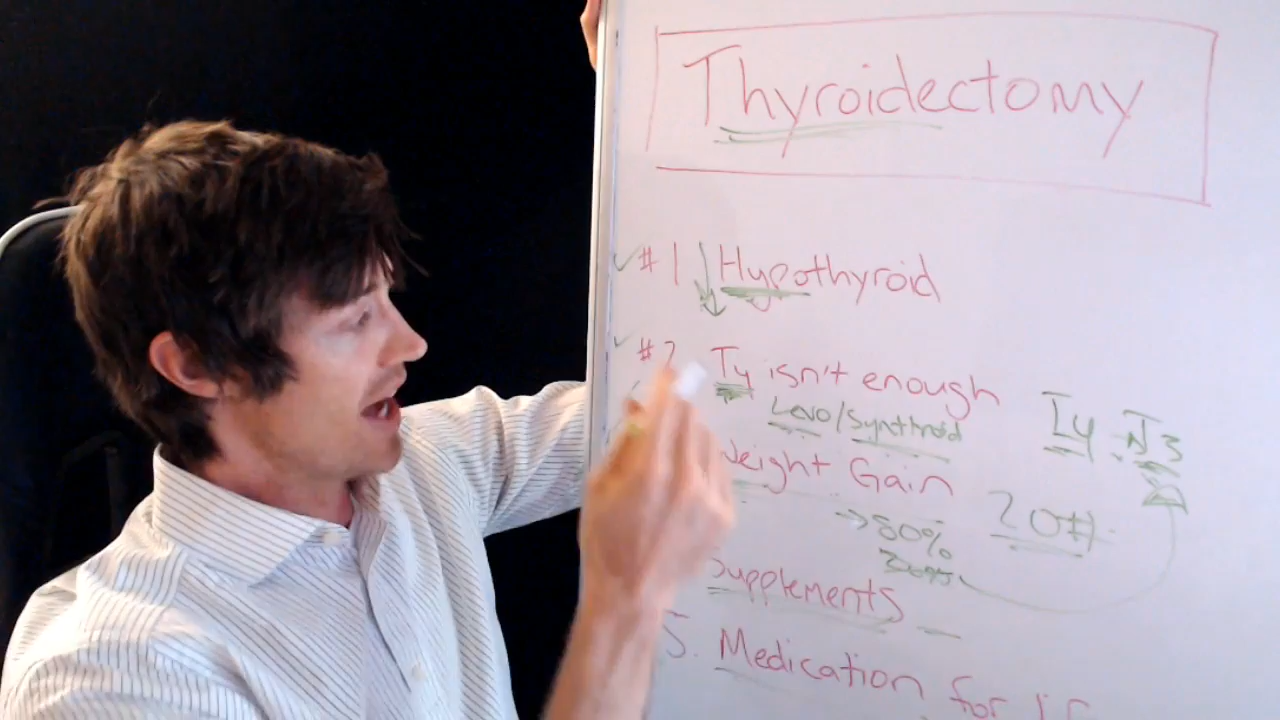 Thyroidectomy
#1 ↓ Hypothyroid
#2 T4 isn't enough
Levo/Synthroid T4 : T3
Weight Gain
→ 80% 20#
Supplements
5. Medication for